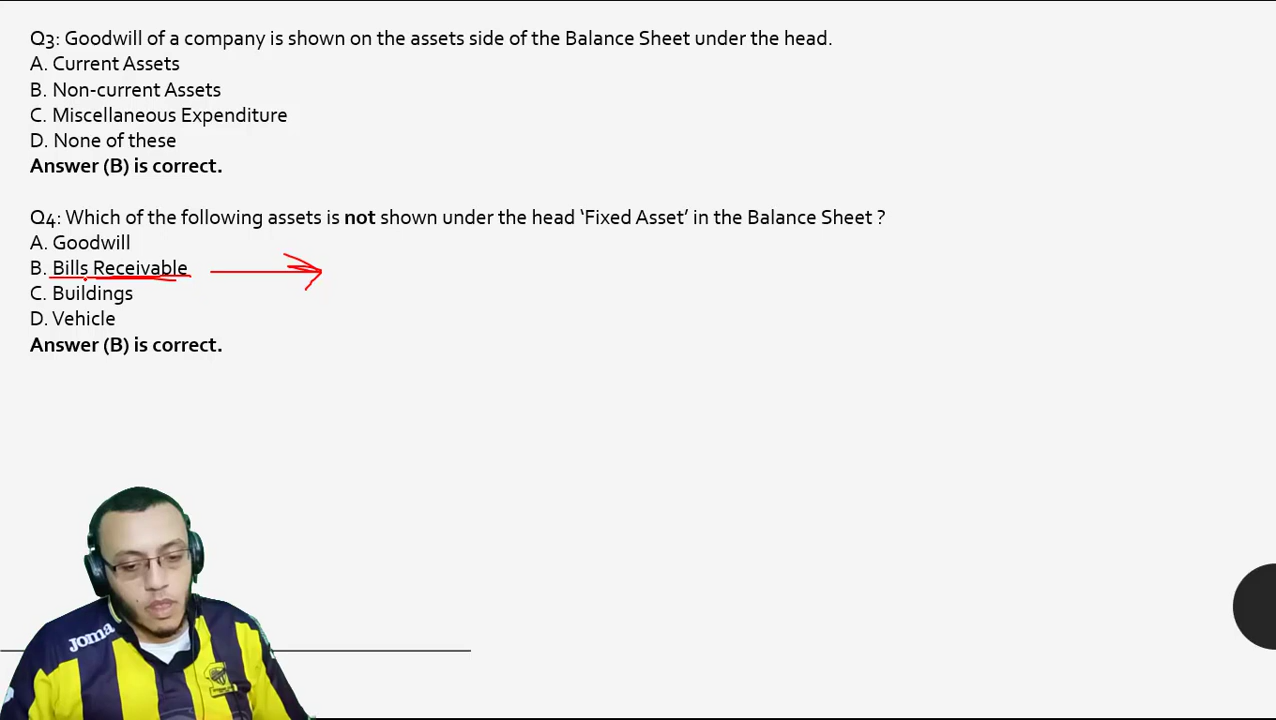 Q3: Goodwill of a company is shown on the assets side of the Balance Sheet under the head.
A. Current Assets
B. Non-current Assets
C. Miscellaneous Expenditure
D. None of these
Answer (B) is correct.
Q4: Which of the following assets is not shown under the head ‘Fixed Asset’ in the Balance Sheet ?
A. Goodwill
B. Bills Receivable
C. Buildings
D. Vehicle
Answer (B) is correct.
Joma